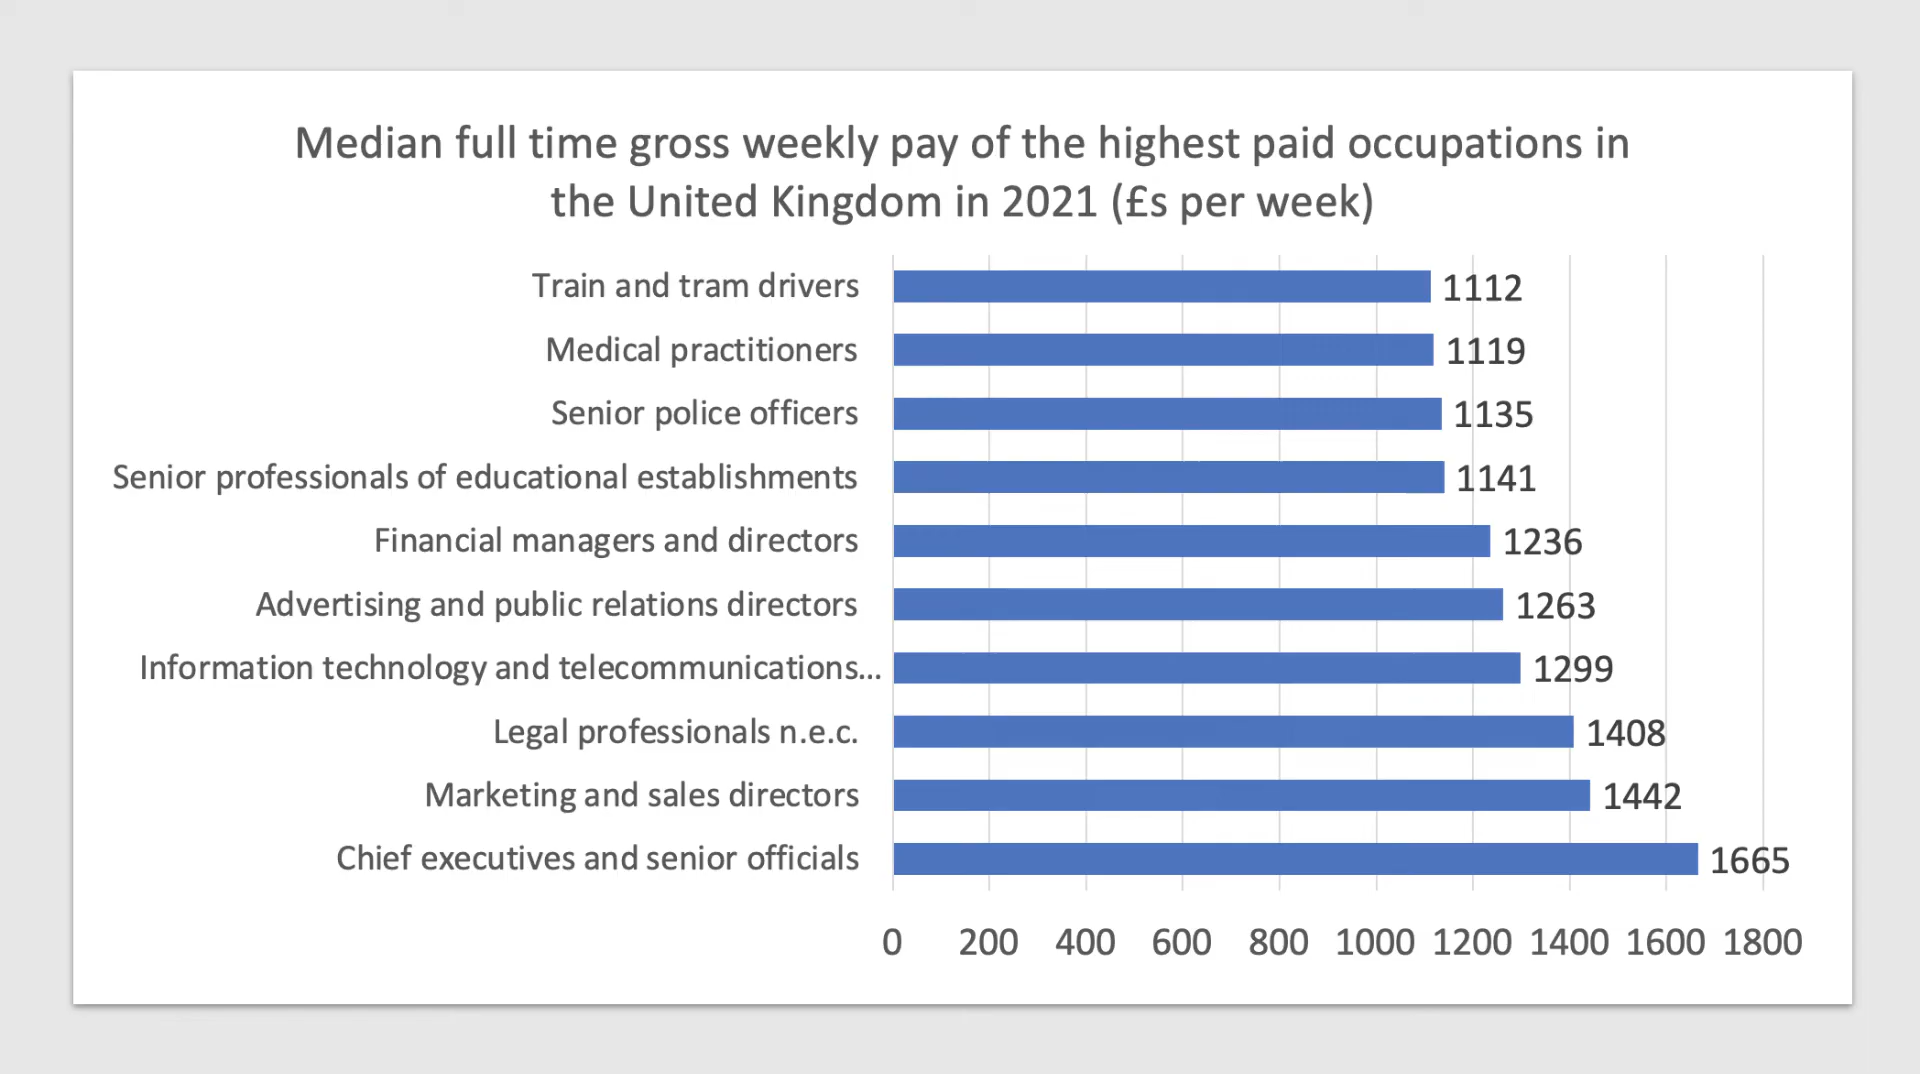 Median full time gross weekly pay of the highest paid occupations in
the United Kingdom in 2021 (£s per week)
Train and tram drivers 1112
Medical practitioners 1119
Senior police officers 1135
Senior professionals of educational establishments 1141
Financial managers and directors 1236
Advertising and public relations directors 1263
Information technology and telecommunications... 1299
Legal professionals n.e.c. 1408
Marketing and sales directors 1442
Chief executives and senior officials 1665
0 200 400 600 800 1000 1200 1400 1600 1800